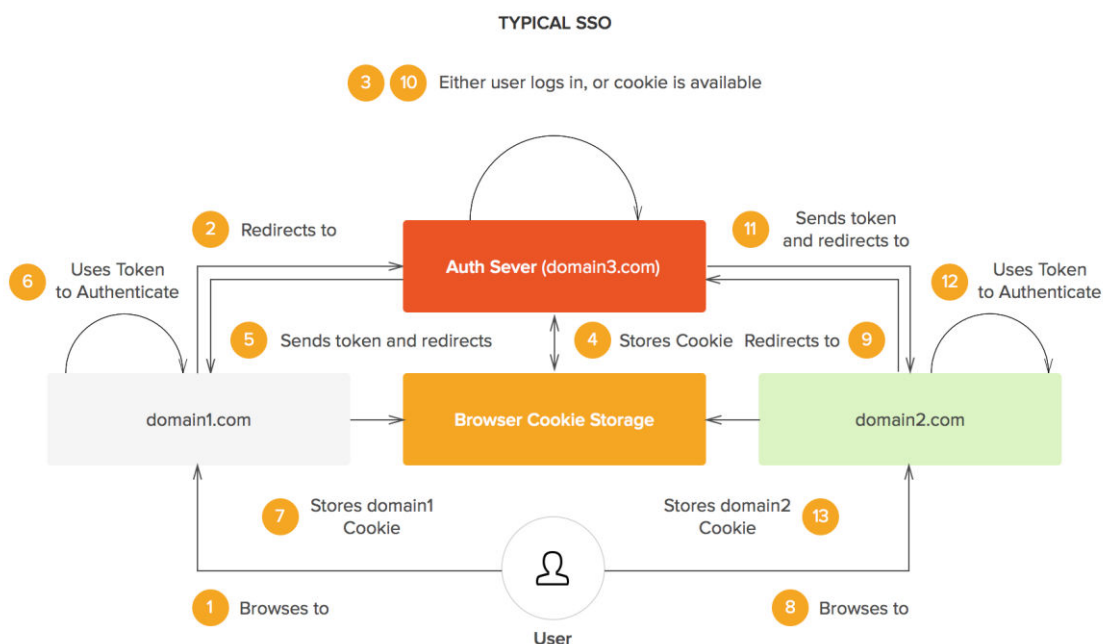 TYPICAL SSO
3 10 Either user logs in, or cookie is available
2 Redirects to
11 Sends token
and redirects to
6 Uses Token
to Authenticate
Auth Sever (domain3.com)
12 Uses Token
to Authenticate
5 Sends token and redirects
4 Stores Cookie
Redirects to 9
domain1.com
Browser Cookie Storage
domain2.com
7 Stores domain1
Cookie
Stores domain2
Cookie 13
1 Browses to
8 Browses to
User